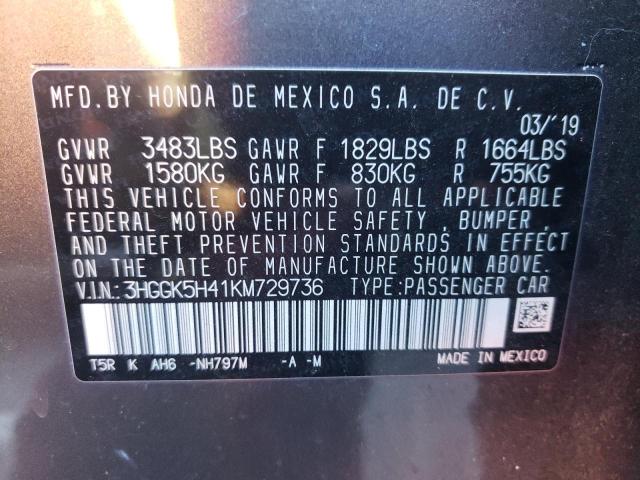 MFD. BY HONDA DE MEXICO S.A. DE C.V.
03/'19
GVWR 3483LBS GAWR F 1829LBS R 1664LBS
GVWR 1580KG GAWR F 830KG R 755KG
THIS VEHICLE CONFORMS TO ALL APPLICABLE
FEDERAL MOTOR VEHICLE SAFETY , BUMPER ,
AND THEFT PREVENTION STANDARDS IN EFFECT
ON THE DATE OF MANUFACTURE SHOWN ABOVE.
V.I.N.: 3HGGK5H41KM729736 TYPE:PASSENGER CAR
T5R K AH6 -NH797M -A -M MADE IN MEXICO